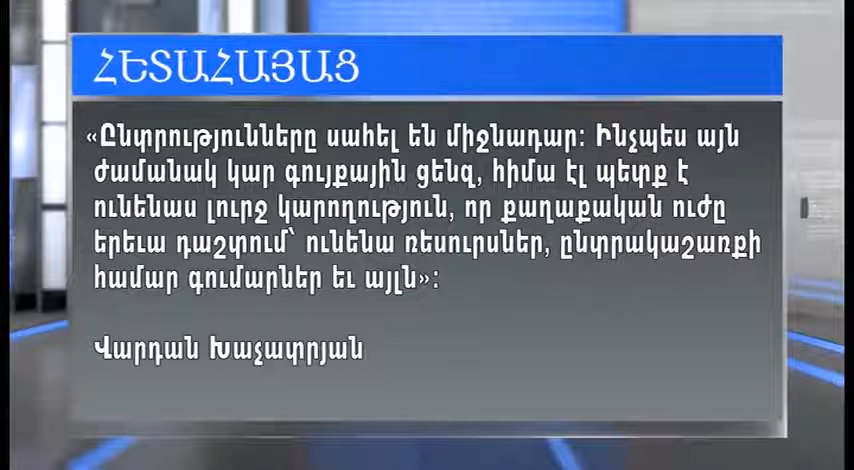 ՀԵՏԱՀԱՅԱՑ
«Ընտրությունները սահել են միջնադար: Ինչպես այն
ժամանակ կար գույքային ցենզ, հիմա էլ պետք է
ունենաս լուրջ կարողություն, որ քաղաքական ուժը
երեւա դաշտում՝ ունենա ռեսուրսներ, ընտրակաշառքի
համար գումարներ եւ այլն»:
Վարդան Խաչատրյան